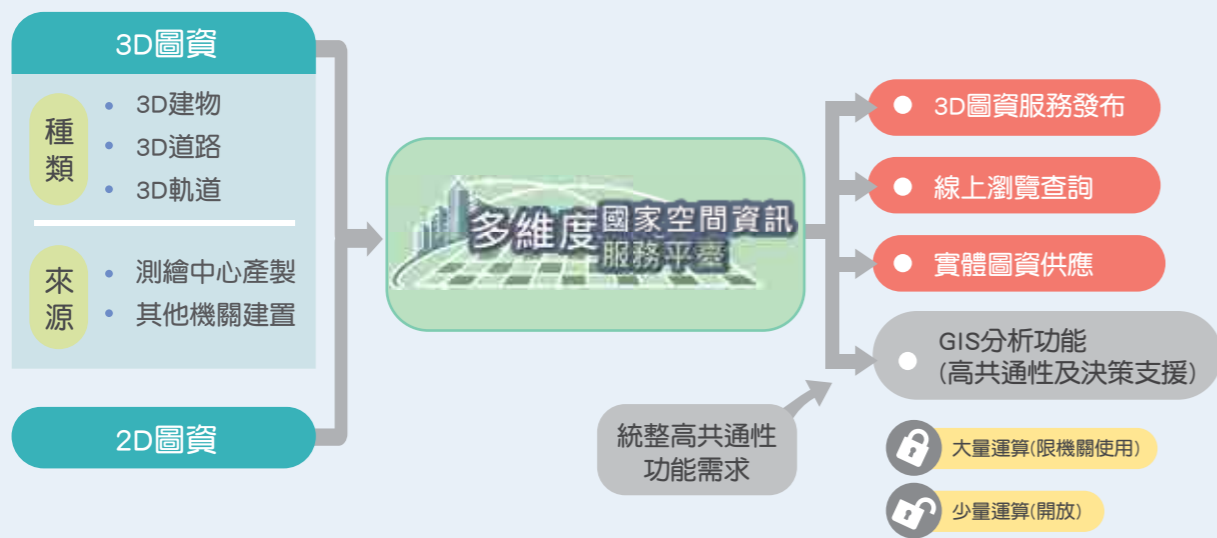 3D圖資
種類
• 3D建物
• 3D道路
• 3D軌道
來源
• 測繪中心產製
• 其他機關建置
2D圖資
多維度國家空間資訊
服務平臺
3D圖資服務發布
線上瀏覽查詢
實體圖資供應
GIS分析功能
(高共通性及決策支援)
統整高共通性
功能需求
大量運算(限機關使用)
少量運算(開放)